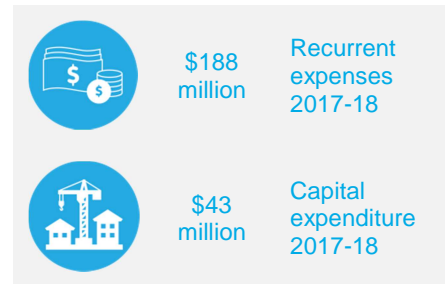 $
$
$188
million
Recurrent
expenses
2017-18
$43
million
Capital
expenditure
2017-18